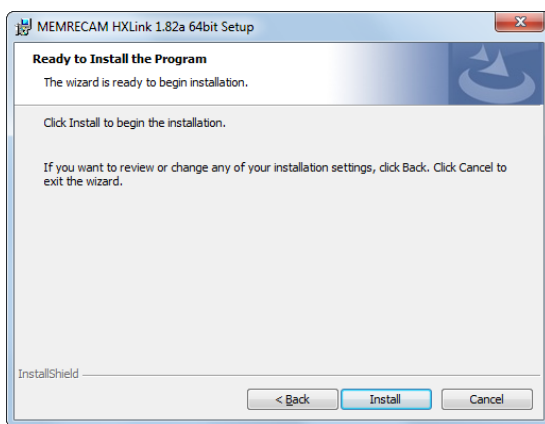 MEMRECAM HXLink 1.82a 64bit Setup
Ready to Install the Program
The wizard is ready to begin installation.
Click Install to begin the installation.
If you want to review or change any of your installation settings, click Back. Click Cancel to
exit the wizard.
InstallShield
< Back
Install
Cancel